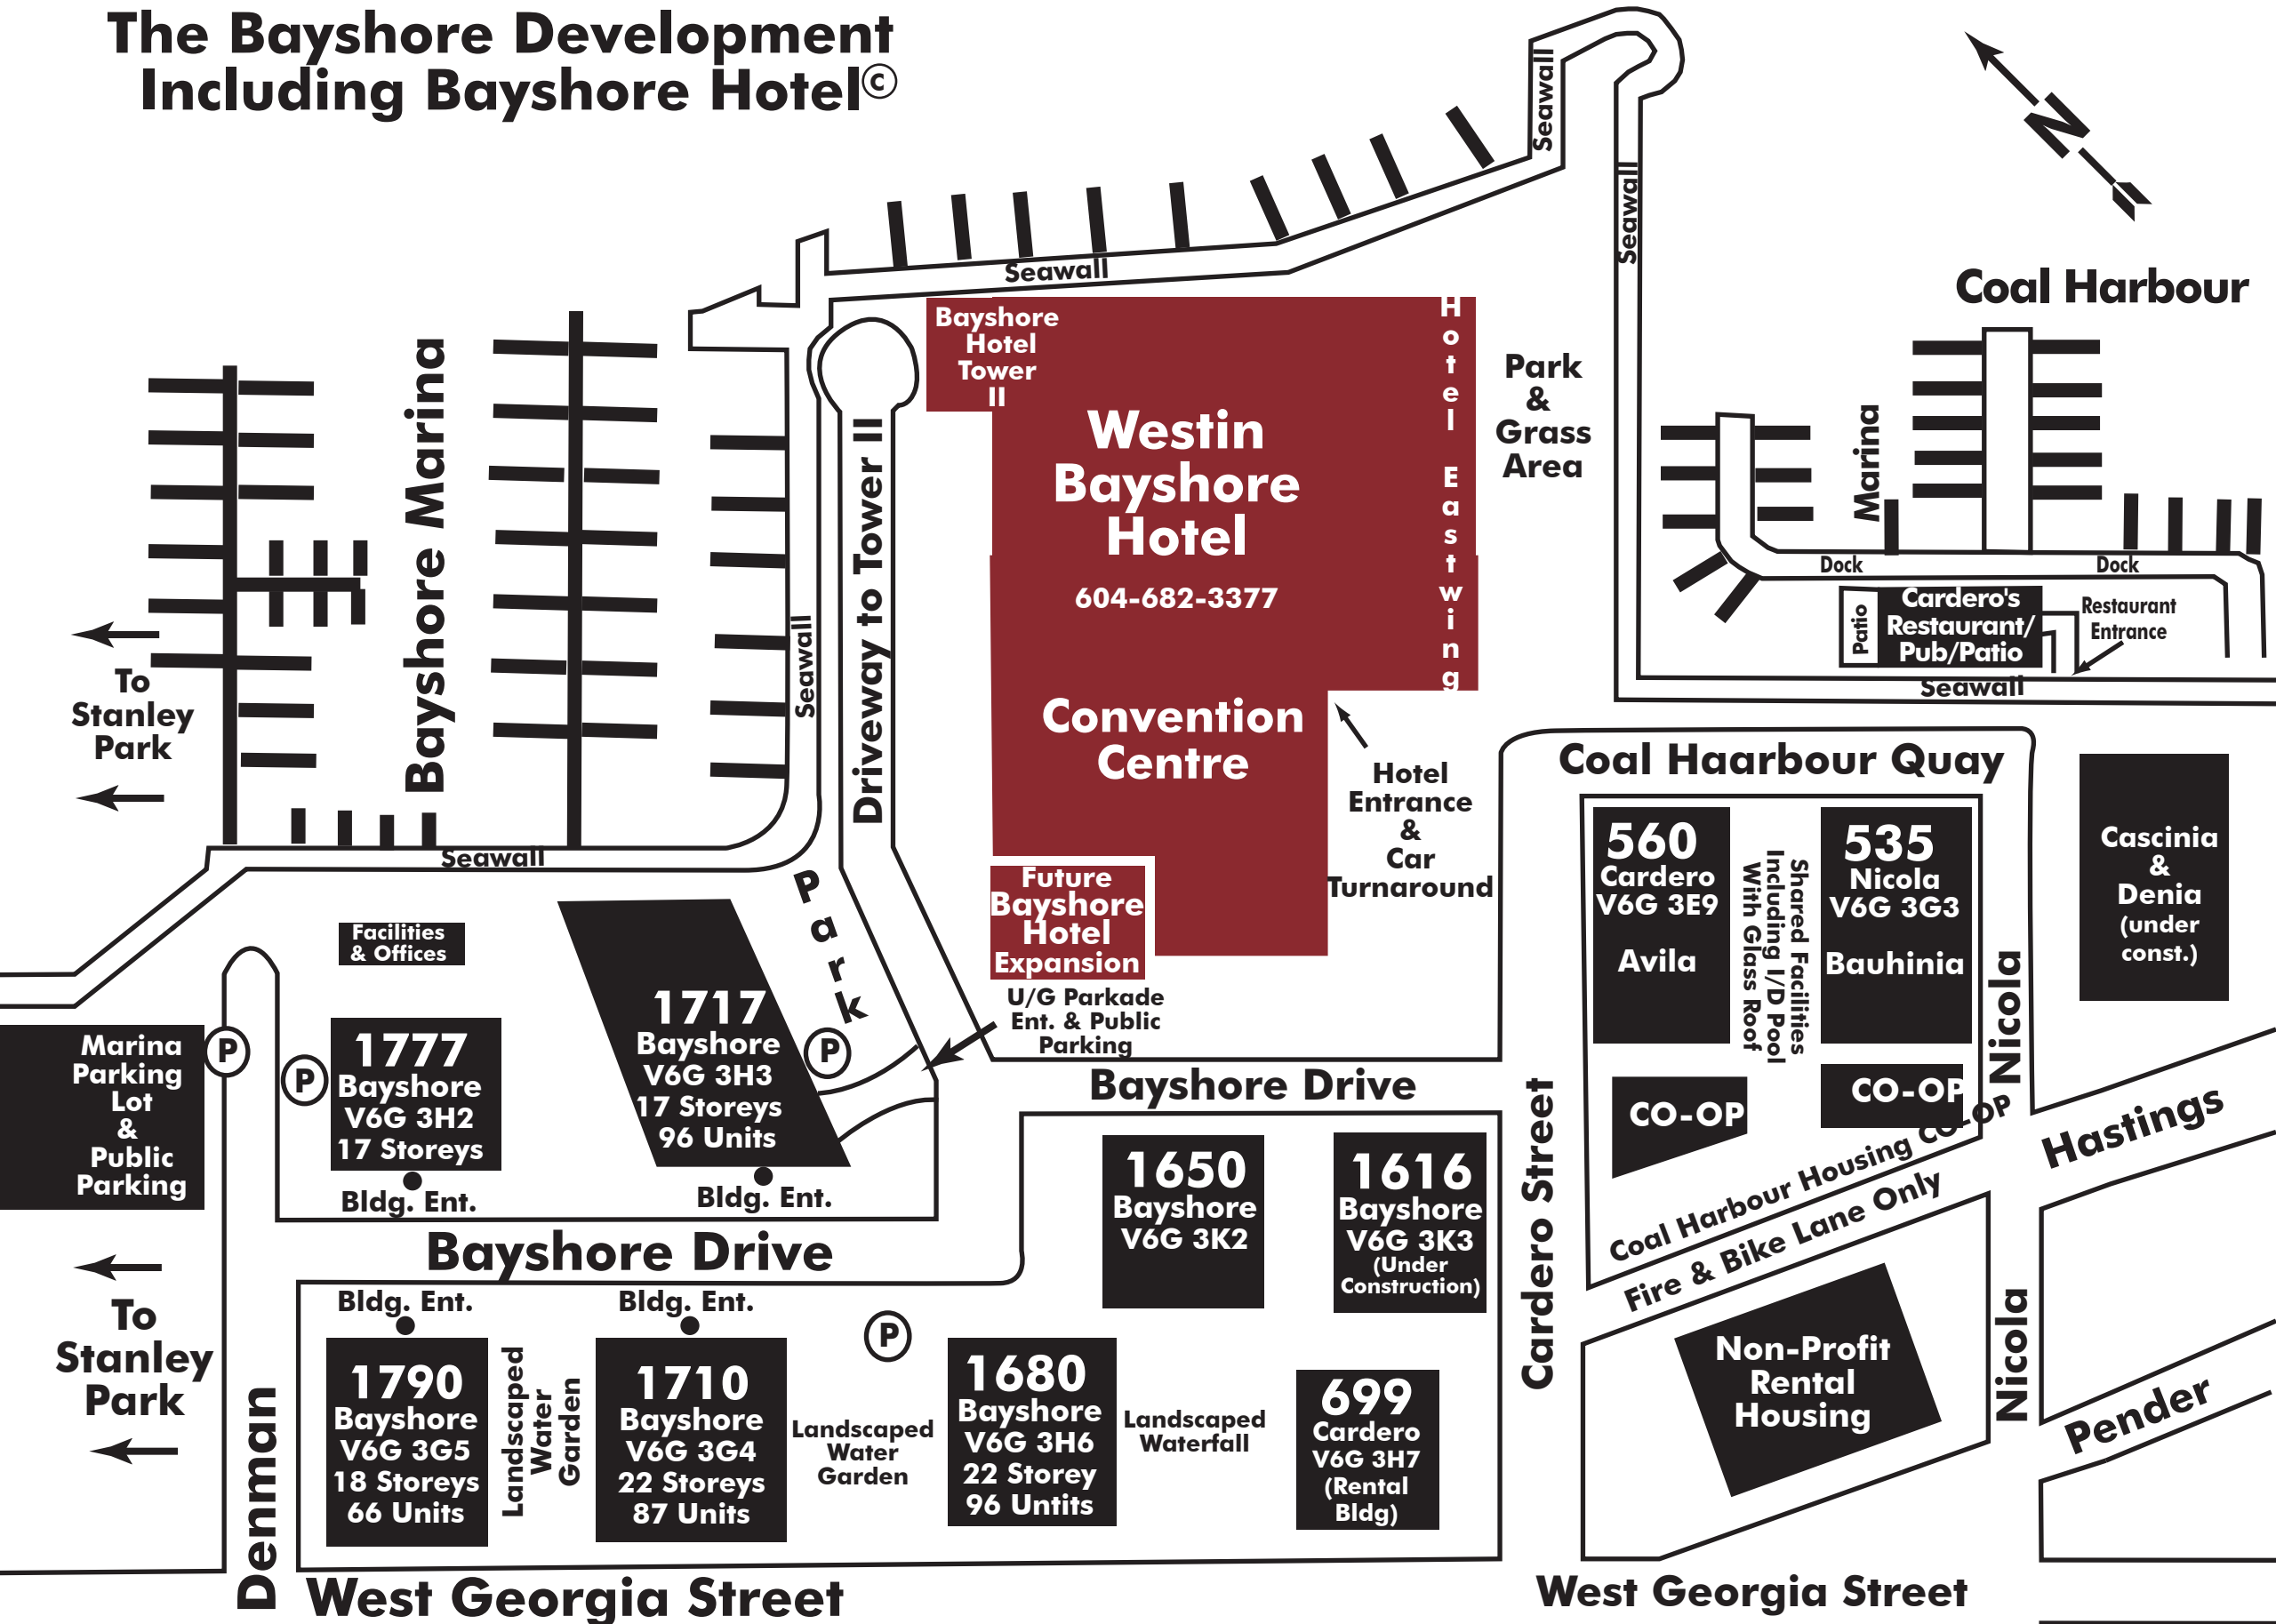 The Bayshore Development
Including Bayshore Hotel©
N
Coal Harbour
Seawall
Seawall
Seawall
Bayshore
Hotel
Tower
II
Westin
Bayshore
Hotel
604-682-3377
Convention
Centre
Hotel Eastwing
Park
&
Grass
Area
Marina
Dock
Dock
Patio
Cardero's
Restaurant/
Pub/Patio
Restaurant
Entrance
Seawall
Bayshore Marina
To
Stanley
Park
Seawall
Seawall
Driveway to Tower II
Hotel
Entrance
&
Car
Turnaround
Future
Bayshore
Hotel
Expansion
U/G Parkade
Ent. & Public
Parking
Park
P
Coal Haarbour Quay
560
Cardero
V6G 3E9
Avila
Shared Facilities
Including I/D Pool
With Glass Roof
535
Nicola
V6G 3G3
Bauhinia
Cascinia
&
Denia
(under
const.)
Nicola
CO-OP
CO-OP
Coal Harbour Housing CO-OP
Fire & Bike Lane Only
Hastings
Facilities
& Offices
Marina
Parking
Lot
&
Public
Parking
P
P
1777
Bayshore
V6G 3H2
17 Storeys
Bldg. Ent.
1717
Bayshore
V6G 3H3
17 Storeys
96 Units
Bldg. Ent.
Bayshore Drive
Bayshore Drive
1650
Bayshore
V6G 3K2
1616
Bayshore
V6G 3K3
(Under
Construction)
Cardero Street
Non-Profit
Rental
Housing
Nicola
Pender
To
Stanley
Park
Denman
Bldg. Ent.
1790
Bayshore
V6G 3G5
18 Storeys
66 Units
Landscaped
Water
Garden
Bldg. Ent.
1710
Bayshore
V6G 3G4
22 Storeys
87 Units
P
Landscaped
Water
Garden
1680
Bayshore
V6G 3H6
22 Storey
96 Untits
Landscaped
Waterfall
699
Cardero
V6G 3H7
(Rental
Bldg)
West Georgia Street
West Georgia Street